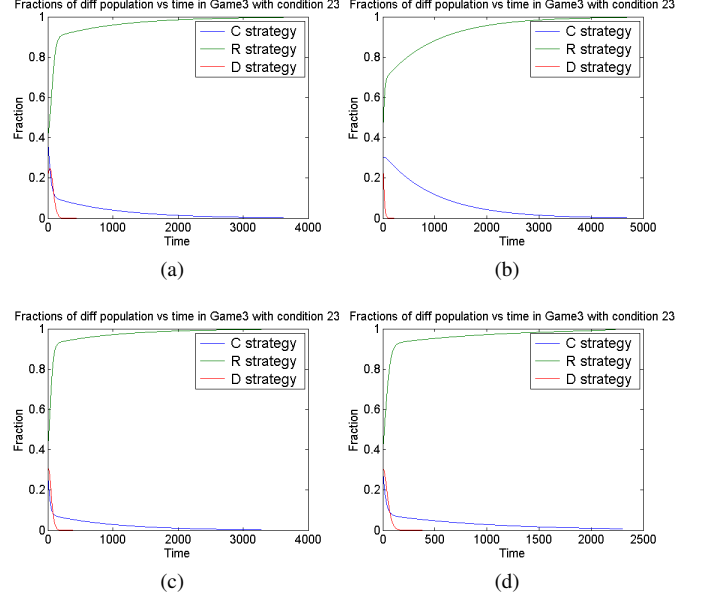 Fractions of diff population vs time in Game3 with condition 23
1
0.8
0.6
0.4
0.2
0
Fraction
C strategy
R strategy
D strategy
0 1000 2000 3000 4000
Time
(a)
Fractions of diff population vs time in Game3 with condition 23
1
0.8
0.6
0.4
0.2
0
Fraction
C strategy
R strategy
D strategy
0 1000 2000 3000 4000 5000
Time
(b)
Fractions of diff population vs time in Game3 with condition 23
1
0.8
0.6
0.4
0.2
0
Fraction
C strategy
R strategy
D strategy
0 1000 2000 3000 4000
Time
(c)
Fractions of diff population vs time in Game3 with condition 23
1
0.8
0.6
0.4
0.2
0
Fraction
C strategy
R strategy
D strategy
0 500 1000 1500 2000 2500
Time
(d)